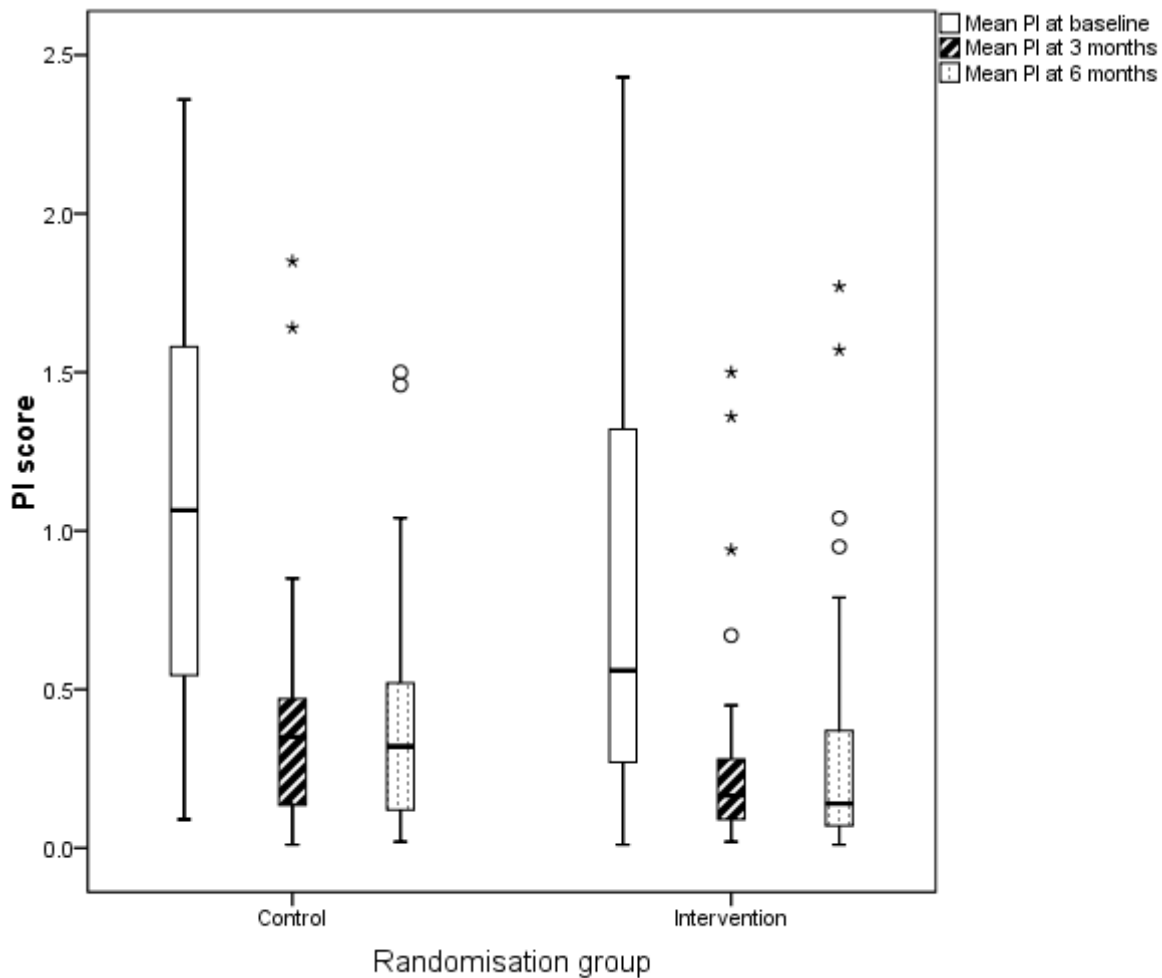 Mean PI at baseline
Mean PI at 3 months
Mean PI at 6 months
PI score
2.5
2.0
1.5
1.0
0.5
0.0
Control
Intervention
Randomisation group